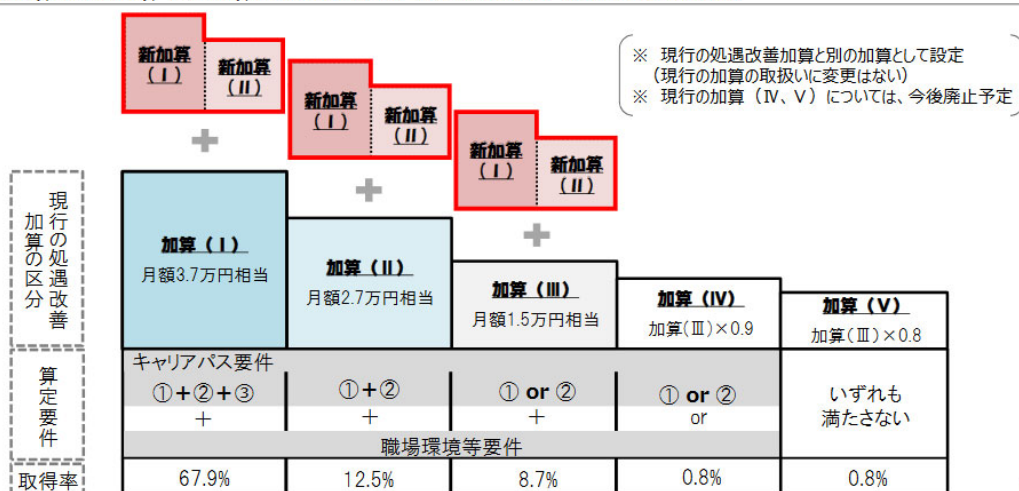 新加算
(Ⅰ)
新加算
(Ⅱ)
新加算
(Ⅰ)
新加算
(Ⅱ)
新加算
(Ⅰ)
新加算
(Ⅱ)
※ 現行の処遇改善加算と別の加算として設定
(現行の加算の取扱いに変更はない)
※ 現行の加算(Ⅳ、Ⅴ)については、今後廃止予定
+
+
+
現行の処遇改善
加算の区分
加算(Ⅰ)
月額3.7万円相当
加算(Ⅱ)
月額2.7万円相当
加算(Ⅲ)
月額1.5万円相当
加算(Ⅳ)
加算(Ⅲ)×0.9
加算(Ⅴ)
加算(Ⅲ)×0.8
算定要件
キャリアパス要件
①+②+③
+
①+②
+
① or ②
+
① or ②
or
いずれも
満たさない
職場環境等要件
取得率
67.9%
12.5%
8.7%
0.8%
0.8%